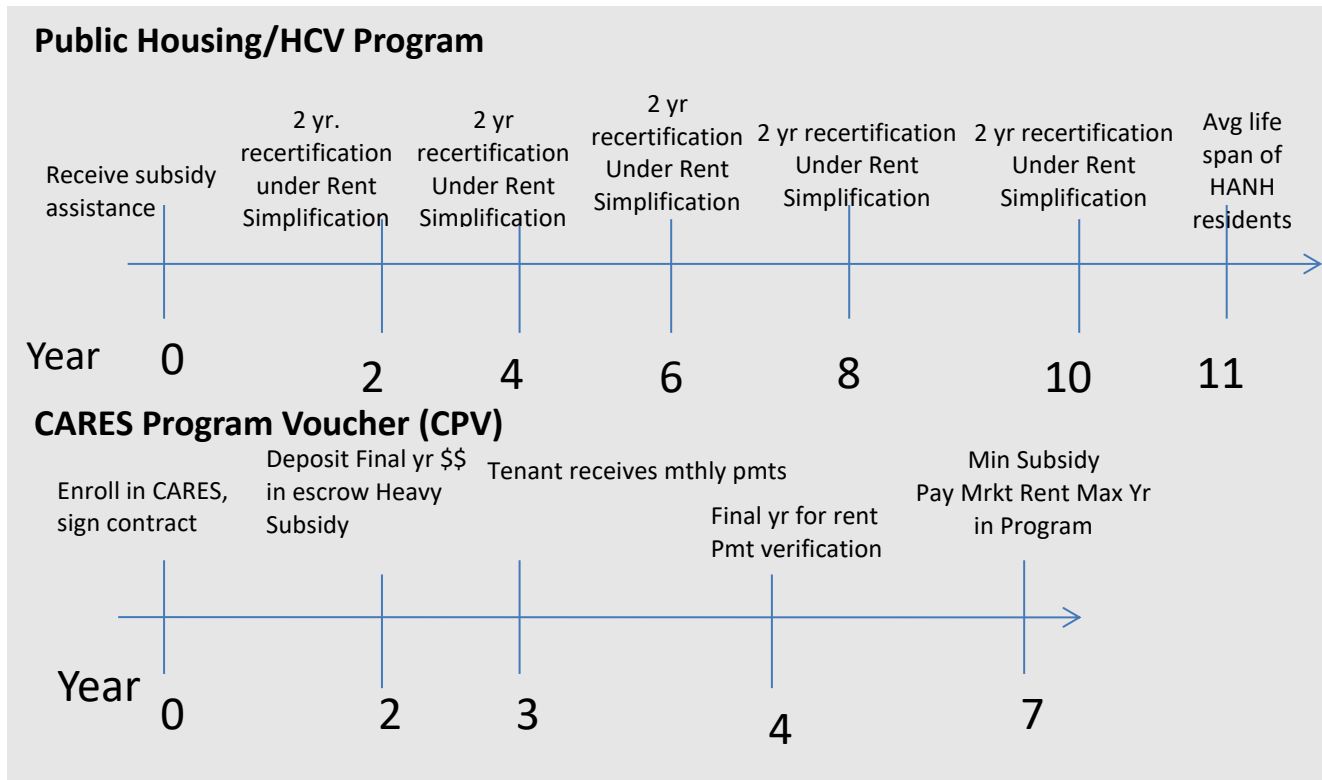 Public Housing/HCV Program
Receive subsidy
assistance
2 yr.
recertification
under Rent
Simplification
2 yr
recertification
Under Rent
Simplification
2 yr
recertification
Under Rent
Simplification
2 yr recertification
Under Rent
Simplification
2 yr recertification
Under Rent
Simplification
Avg life
span of
HANH
residents
Year 0 2 4 6 8 10 11
CARES Program Voucher (CPV)
Enroll in CARES,
sign contract
Deposit Final yr $$
in escrow Heavy
Subsidy
Tenant receives mthly pmts
Final yr for rent
Pmt verification
Min Subsidy
Pay Mrkt Rent Max Yr
in Program
Year 0 2 3 4 7